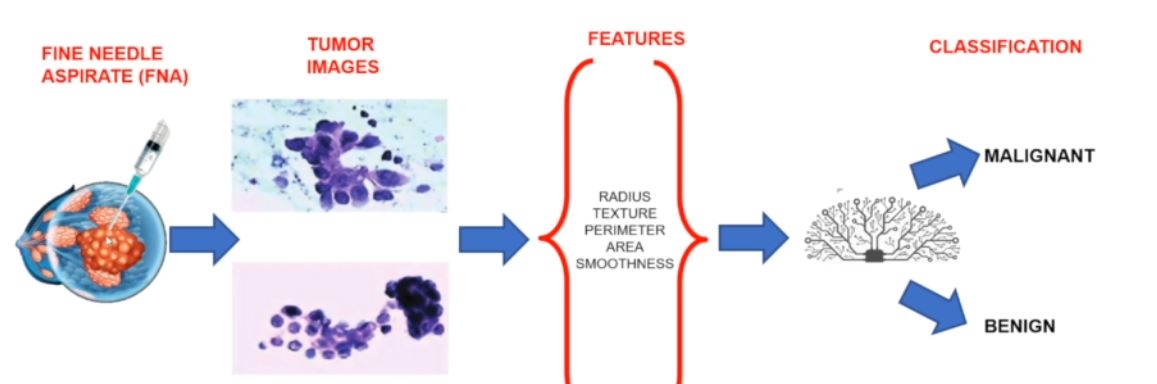 FINE NEEDLE
ASPIRATE (FNA)
TUMOR
IMAGES
FEATURES
RADIUS
TEXTURE
PERIMETER
AREA
SMOOTHNESS
CLASSIFICATION
MALIGNANT
BENIGN